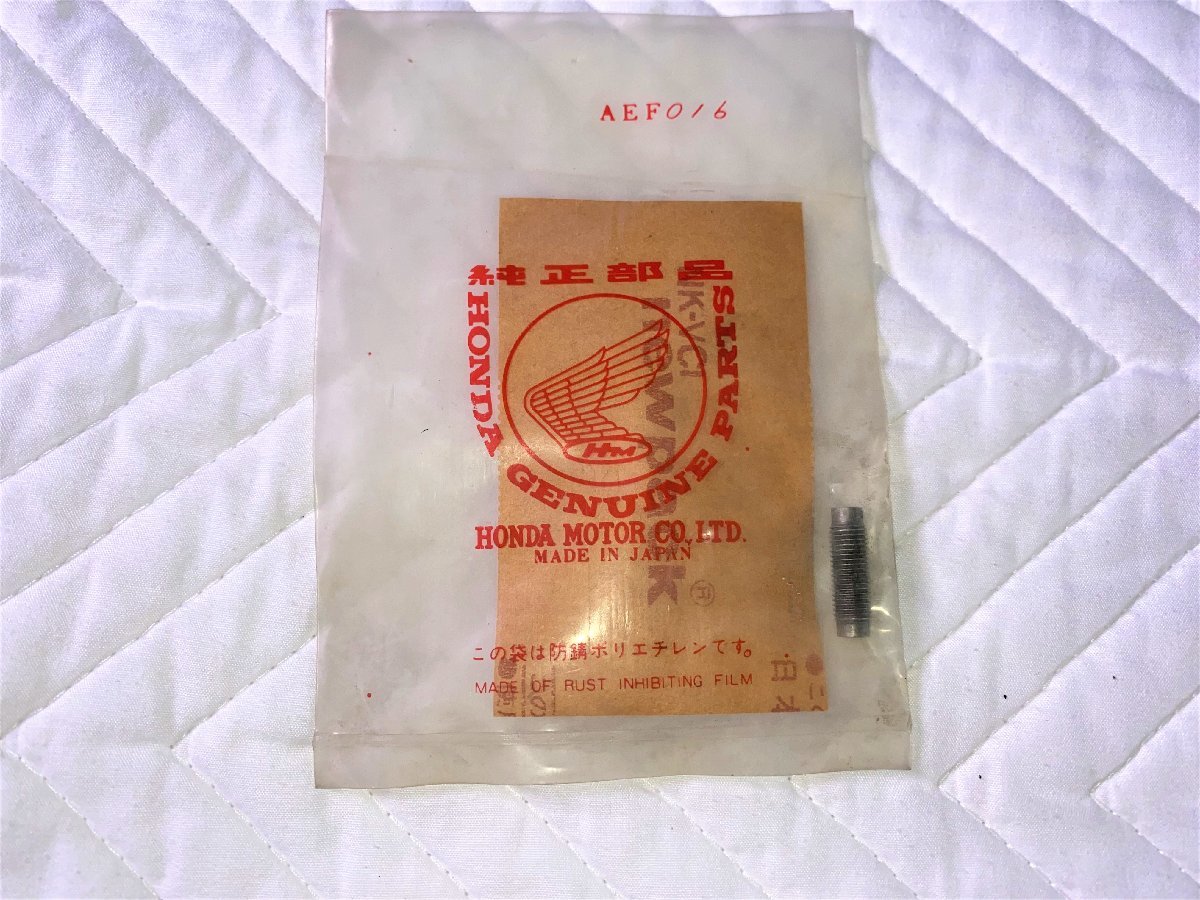 AEF016
純正部品
HONDA GENUINE PARTS
HM
HONDA MOTOR CO., LTD.
MADE IN JAPAN
この袋は防錆ポリエチレンです。
MADE OF RUST INHIBITING FILM